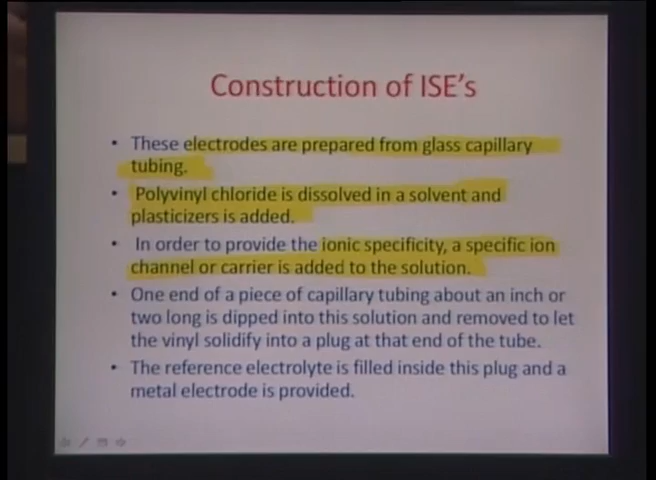 Construction of ISE's
• These electrodes are prepared from glass capillary
tubing.
• Polyvinyl chloride is dissolved in a solvent and
plasticizers is added.
• In order to provide the ionic specificity, a specific ion
channel or carrier is added to the solution.
• One end of a piece of capillary tubing about an inch or
two long is dipped into this solution and removed to let
the vinyl solidify into a plug at that end of the tube.
• The reference electrolyte is filled inside this plug and a
metal electrode is provided.